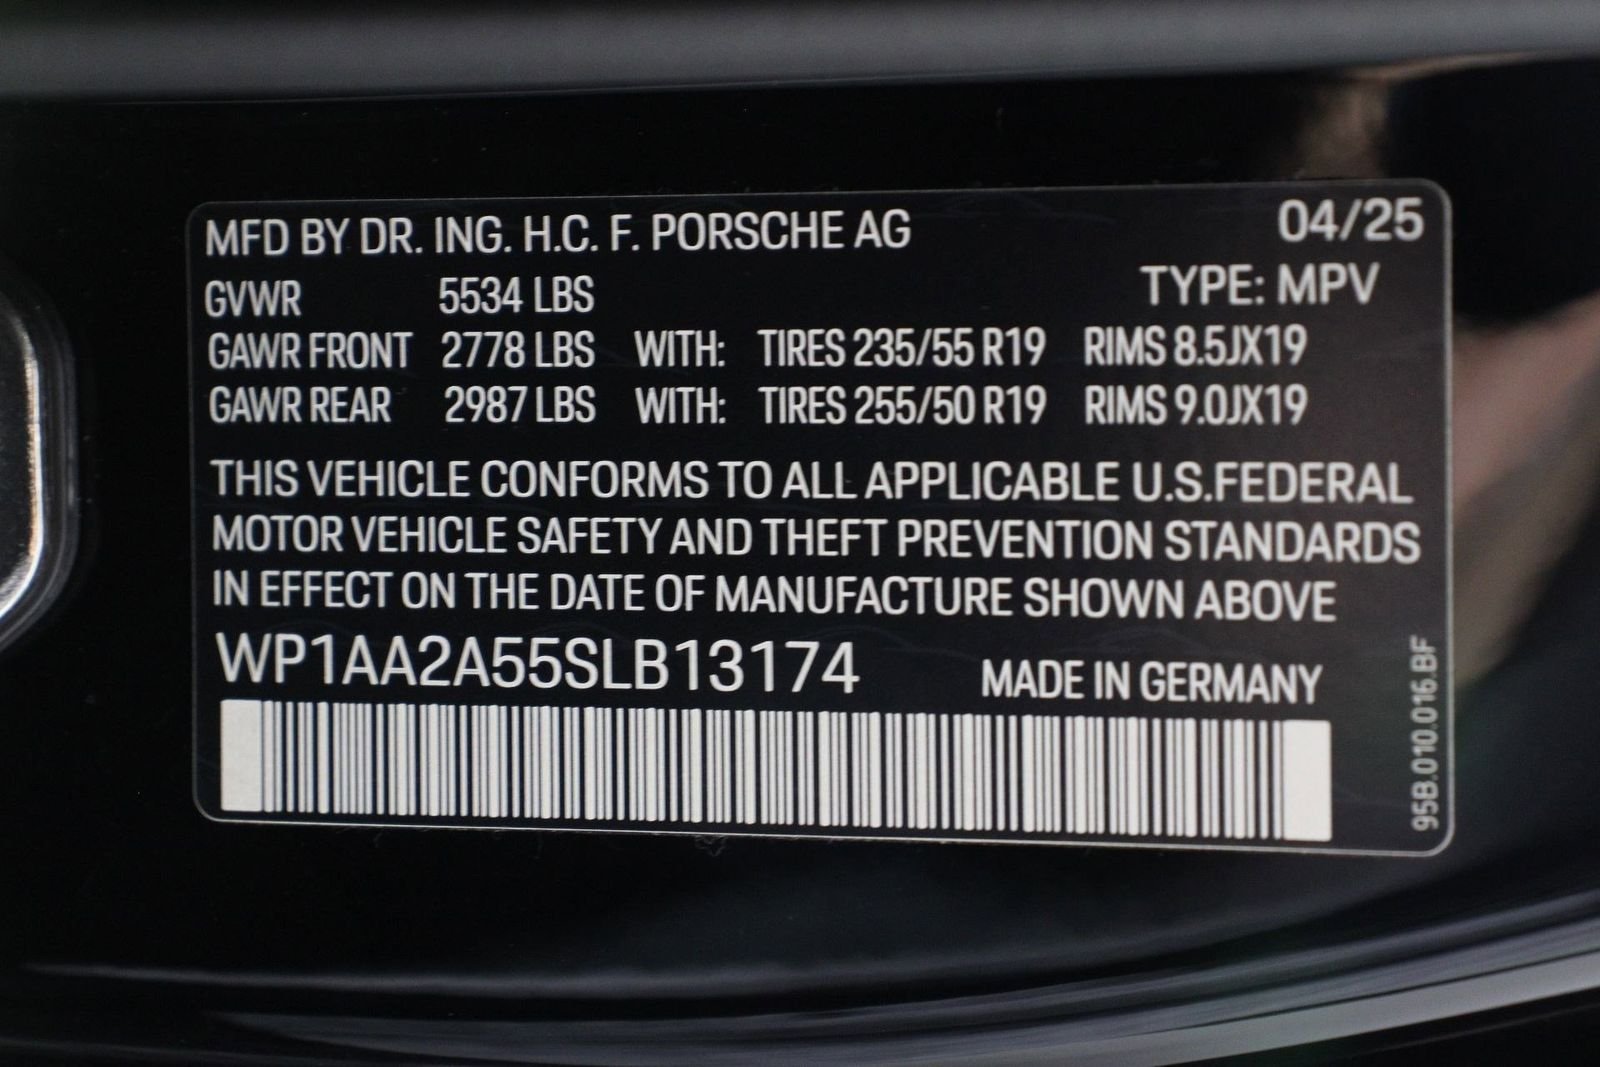 MFD BY DR. ING. H.C. F. PORSCHE AG 04/25
GVWR 5534 LBS TYPE: MPV
GAWR FRONT 2778 LBS WITH: TIRES 235/55 R19 RIMS 8.5JX19
GAWR REAR 2987 LBS WITH: TIRES 255/50 R19 RIMS 9.0JX19
THIS VEHICLE CONFORMS TO ALL APPLICABLE U.S.FEDERAL
MOTOR VEHICLE SAFETY AND THEFT PREVENTION STANDARDS
IN EFFECT ON THE DATE OF MANUFACTURE SHOWN ABOVE
WP1AA2A55SLB13174 MADE IN GERMANY
95B.010.016.BF